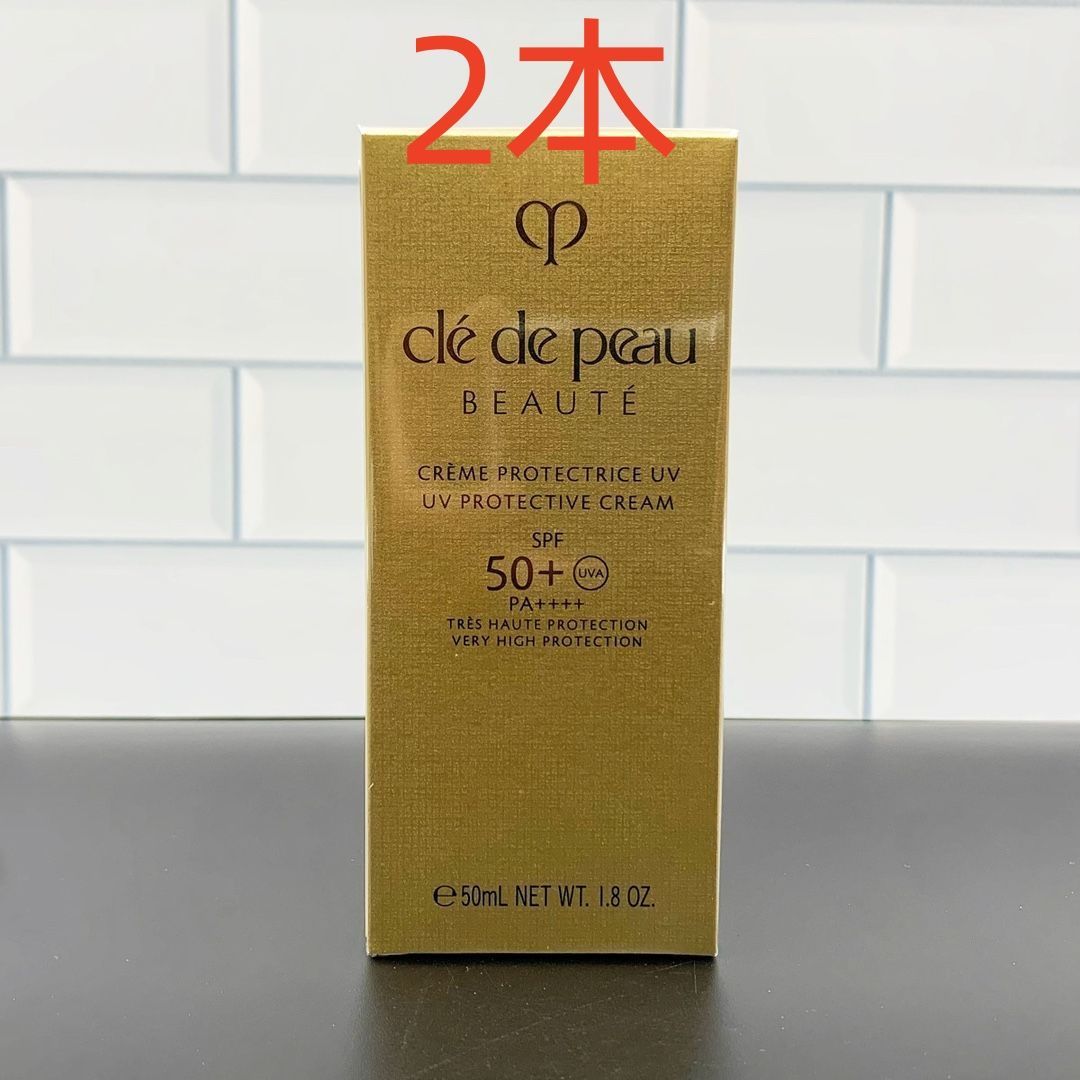 2本
clé de peau
BEAUTÉ
CRÈME PROTECTRICE UV
UV PROTECTIVE CREAM
SPF
50+ UVA
PA++++
TRÈS HAUTE PROTECTION
VERY HIGH PROTECTION
℮50mL NET WT. 1.8 OZ.